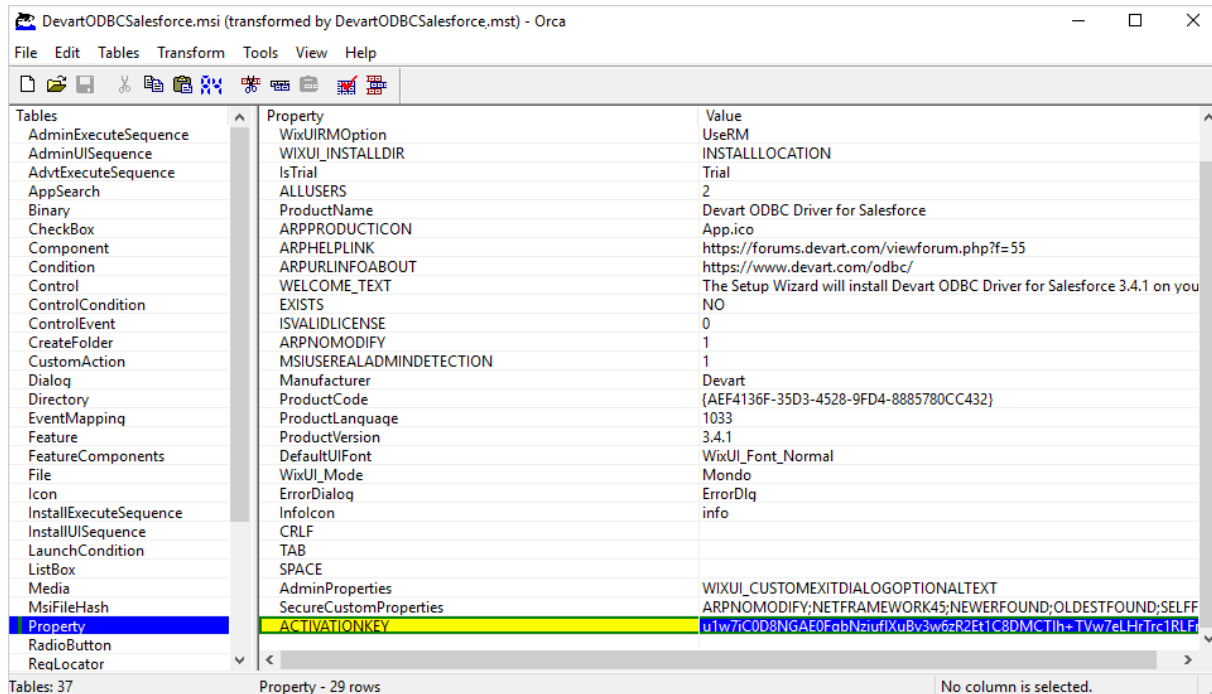 DevartODBCSalesforce.msi (transformed by DevartODBCSalesforce.mst) - Orca
File Edit Tables Transform Tools View Help
Tables
AdminExecuteSequence
AdminUISequence
AdvtExecuteSequence
AppSearch
Binary
CheckBox
Component
Condition
Control
ControlCondition
ControlEvent
CreateFolder
CustomAction
Dialog
Directory
EventMapping
Feature
FeatureComponents
File
Icon
InstallExecuteSequence
InstallUISequence
LaunchCondition
ListBox
Media
MsiFileHash
Property
RadioButton
RegLocator
Property Value
WixUIRMOption UseRM
WIXUI_INSTALLDIR INSTALLLOCATION
IsTrial Trial
ALLUSERS 2
ProductName Devart ODBC Driver for Salesforce
ARPPRODUCTICON App.ico
ARPHELPLINK https://forums.devart.com/viewforum.php?f=55
ARPURLINFOABOUT https://www.devart.com/odbc/
WELCOME_TEXT The Setup Wizard will install Devart ODBC Driver for Salesforce 3.4.1 on you
EXISTS NO
ISVALIDLICENSE 0
ARPNOMODIFY 1
MSIUSEREALADMINDETECTION 1
Manufacturer Devart
ProductCode {AEF4136F-35D3-4528-9FD4-8885780CC432}
ProductLanguage 1033
ProductVersion 3.4.1
DefaultUIFont WixUI_Font_Normal
WixUI_Mode Mondo
ErrorDialog ErrorDlg
InfoIcon info
CRLF
TAB
SPACE
AdminProperties WIXUI_CUSTOMEXITDIALOGOPTIONALTEXT
SecureCustomProperties ARPNOMODIFY;NETFRAMEWORK45;NEWERFOUND;OLDESTFOUND;SELFF
ACTIVATIONKEY
Tables: 37
Property - 29 rows
No column is selected.